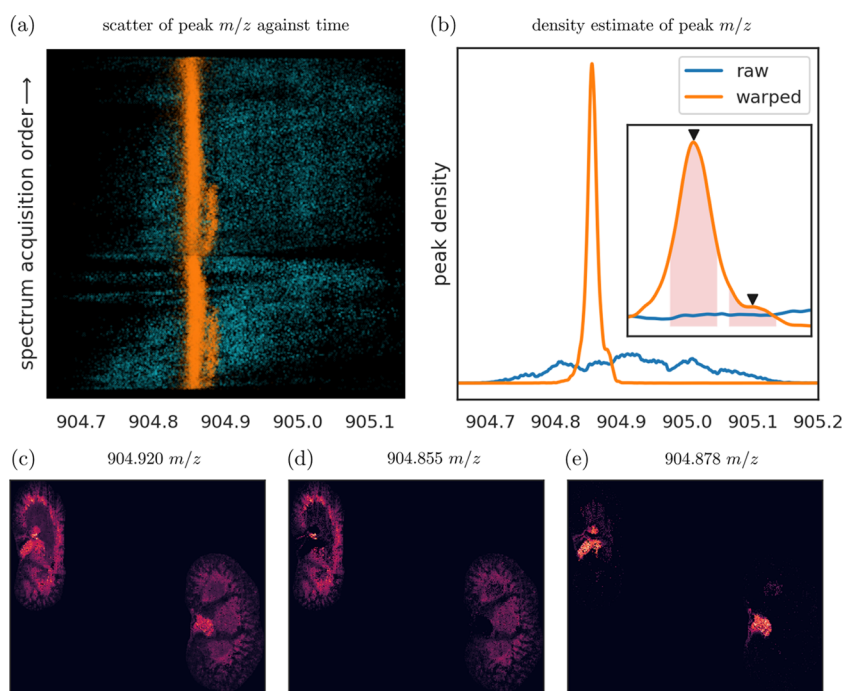 (a) scatter of peak m/z against time
spectrum acquisition order →
904.7 904.8 904.9 905.0 905.1
(b) density estimate of peak m/z
peak density
raw
warped
904.7 904.8 904.9 905.0 905.1 905.2
(c) 904.920 m/z
(d) 904.855 m/z
(e) 904.878 m/z